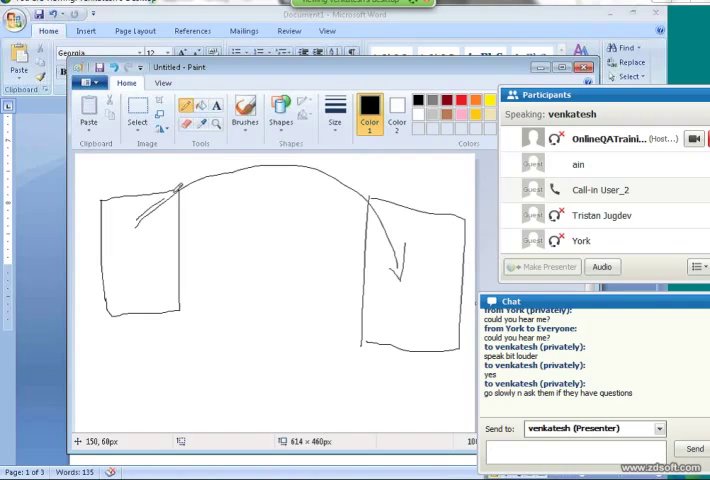 Document1 - Microsoft Word
Home Insert Page Layout References Mailings Review View
Georgia 12
Paste
Clipboard
Find
Replace
Select
Untitled - Paint
Home View
Paste Select Brushes Shapes Size Color 1 Color 2
Clipboard Image Tools Colors
Participants
Speaking: venkatesh
OnlineQATraini... (Host...
Guest ain
Guest Call-in User_2
Guest Tristan Jugdev
Guest York
Make Presenter Audio
Chat
from York (privately):
could you hear me?
from York to Everyone:
could you hear me?
to venkatesh (privately):
speak bit louder
to venkatesh (privately):
yes
to venkatesh (privately):
go slowly n ask them if they have questions
Send to: venkatesh (Presenter)
Send
150, 60px 614 × 460px
Page: 1 of 3 Words: 135
www.zdsoft.com